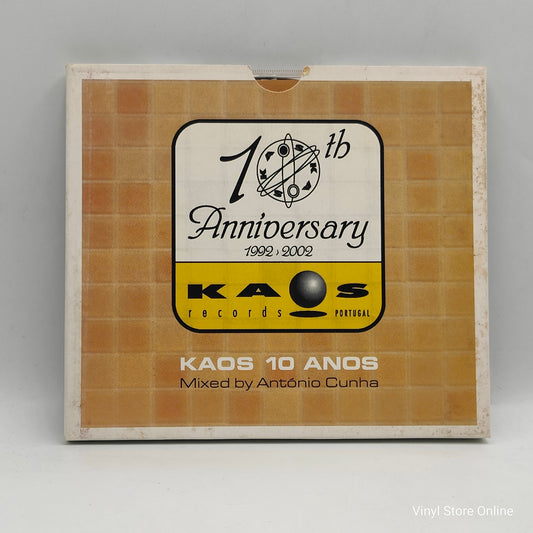 10th
Anniversary
1992 › 2002
KAOS
records PORTUGAL
KAOS 10 ANOS
Mixed by António Cunha
Vinyl Store Online